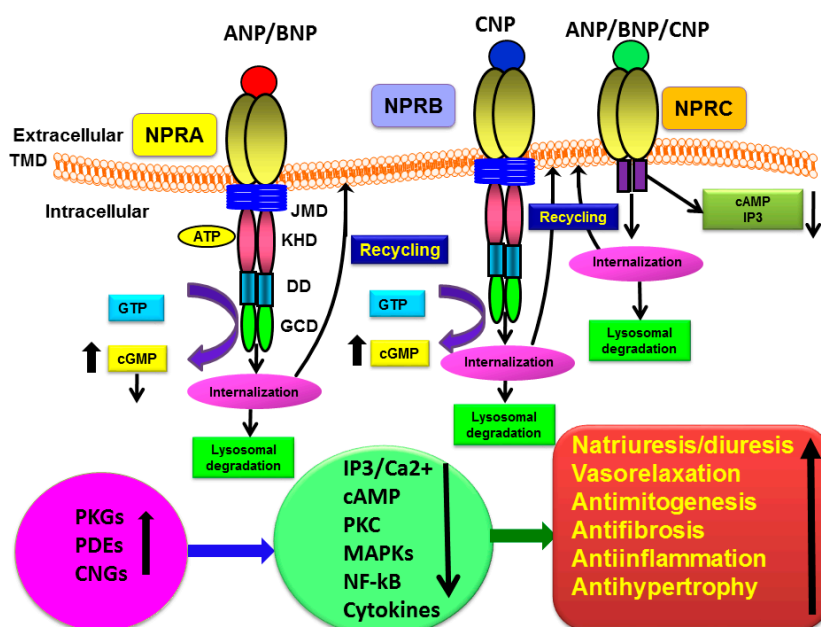 ANP/BNP
CNP
ANP/BNP/CNP
NPRA
NPRB
NPRC
Extracellular
TMD
Intracellular
JMD
ATP
KHD
Recycling
Recycling
cAMP
IP3
Internalization
DD
GTP
GCD
GTP
cGMP
cGMP
Internalization
Internalization
Lysosomal
degradation
Lysosomal
degradation
Lysosomal
degradation
PKGs
PDEs
CNGs
IP3/Ca2+
cAMP
PKC
MAPKs
NF-kB
Cytokines
Natriuresis/diuresis
Vasorelaxation
Antimitogenesis
Antifibrosis
Antiinflammation
Antihypertrophy